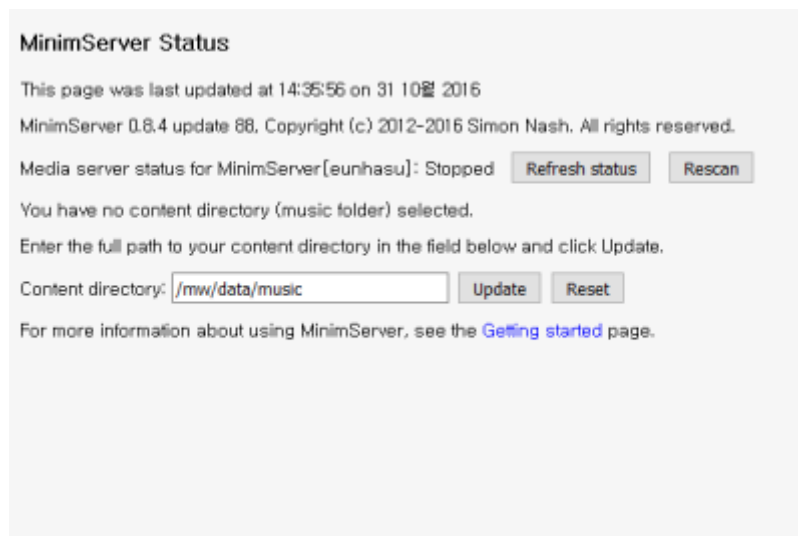 MinimServer Status
This page was last updated at 14:35:56 on 31 10월 2016
MinimServer 0.8.4 update 88, Copyright (c) 2012-2016 Simon Nash. All rights reserved.
Media server status for MinimServer[eunhasu]: Stopped Refresh status Rescan
You have no content directory (music folder) selected.
Enter the full path to your content directory in the field below and click Update.
Content directory: /mw/data/music Update Reset
For more information about using MinimServer, see the Getting started page.